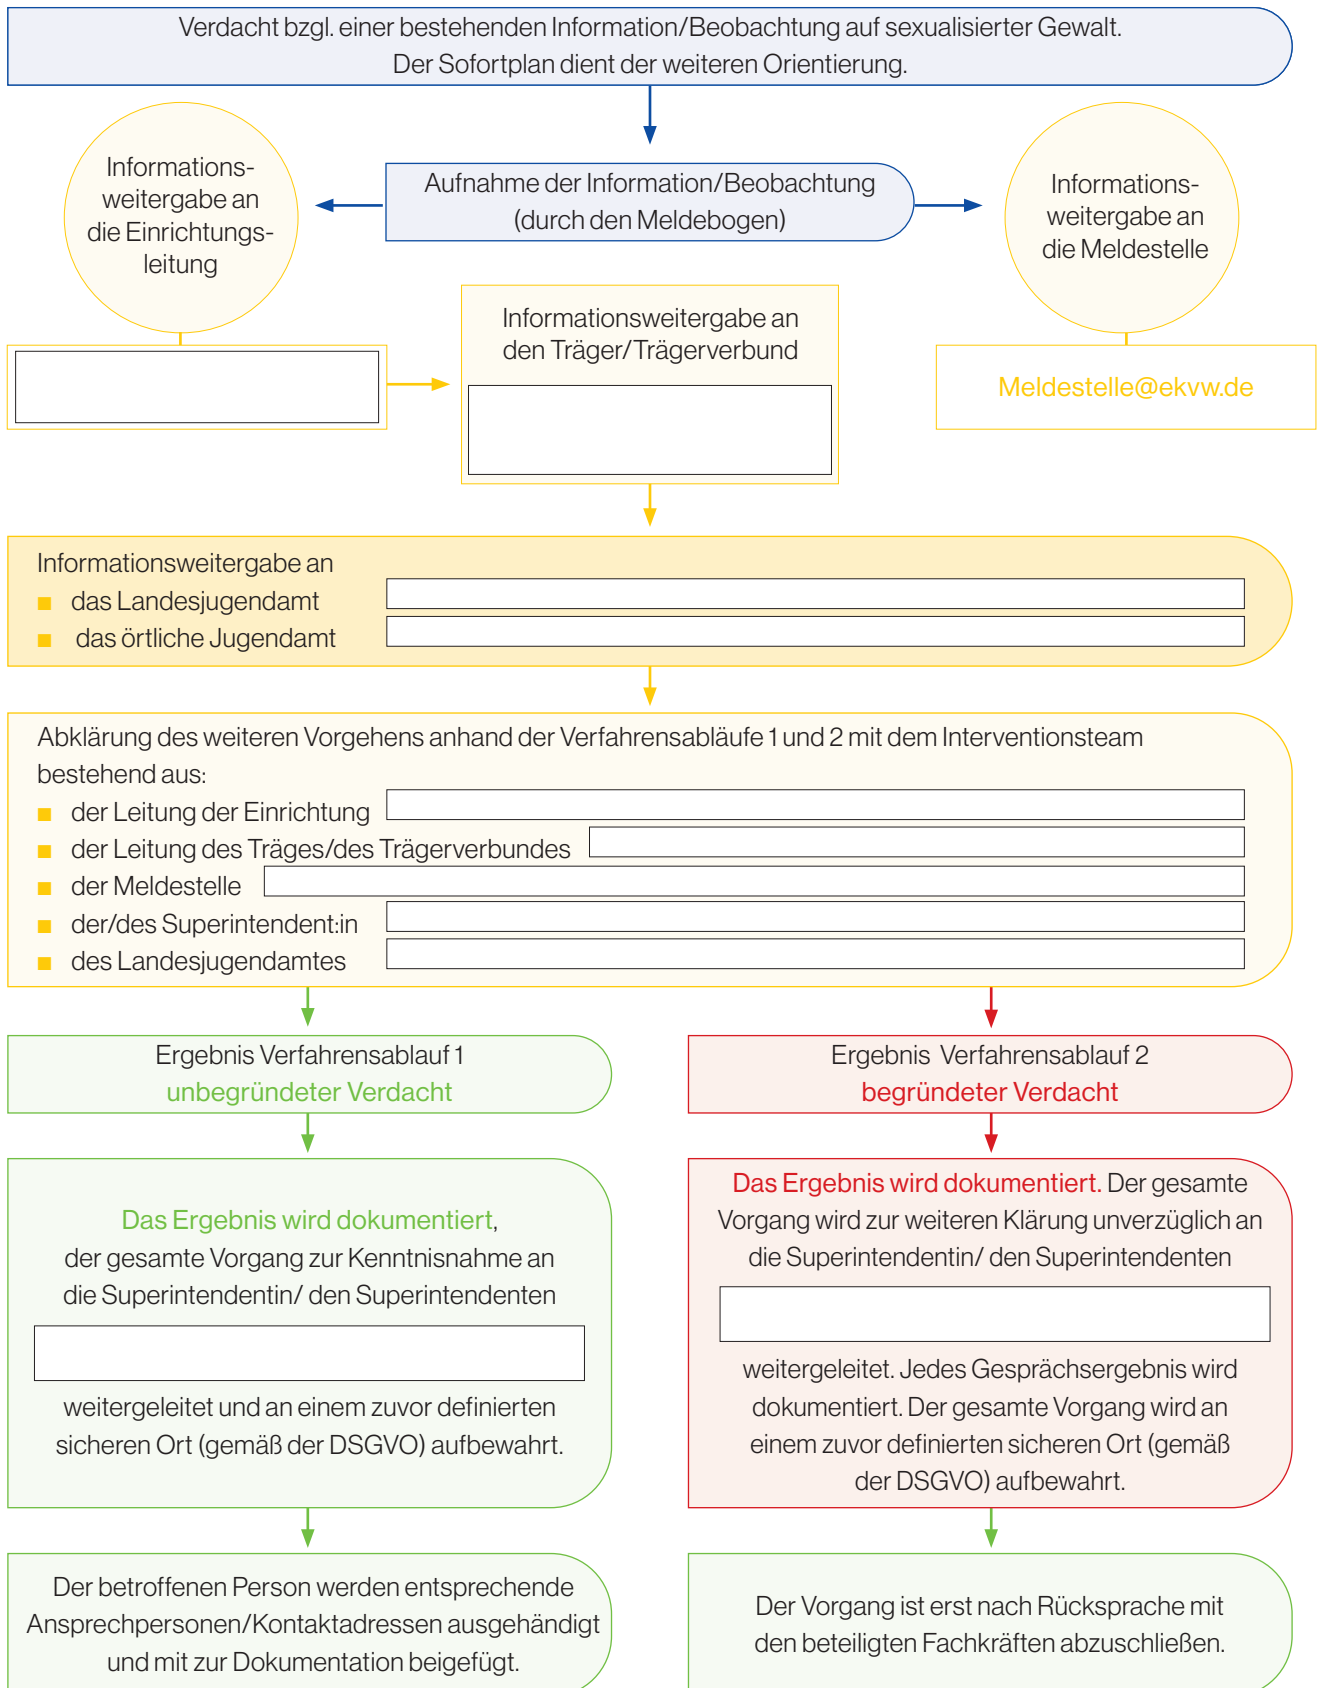 Verdacht bzgl. einer bestehenden Information/Beobachtung auf sexualisierter Gewalt.
Der Sofortplan dient der weiteren Orientierung.
Informations-
weitergabe an
die Einrichtungs-
leitung
Aufnahme der Information/Beobachtung
(durch den Meldebogen)
Informations-
weitergabe an
die Meldestelle
Informationsweitergabe an
den Träger/Trägerverbund
Meldestelle@ekvw.de
Informationsweitergabe an
■ das Landesjugendamt
■ das örtliche Jugendamt
Abklärung des weiteren Vorgehens anhand der Verfahrensabläufe 1 und 2 mit dem Interventionsteam
bestehend aus:
■ der Leitung der Einrichtung
■ der Leitung des Träges/des Trägerverbundes
■ der Meldestelle
■ der/des Superintendent:in
■ des Landesjugendamtes
Ergebnis Verfahrensablauf 1
unbegründeter Verdacht
Das Ergebnis wird dokumentiert,
der gesamte Vorgang zur Kenntnisnahme an
die Superintendentin/ den Superintendenten
weitergeleitet und an einem zuvor definierten
sicheren Ort (gemäß der DSGVO) aufbewahrt.
Der betroffenen Person werden entsprechende
Ansprechpersonen/Kontaktadressen ausgehändigt
und mit zur Dokumentation beigefügt.
Ergebnis Verfahrensablauf 2
begründeter Verdacht
Das Ergebnis wird dokumentiert. Der gesamte
Vorgang wird zur weiteren Klärung unverzüglich an
die Superintendentin/ den Superintendenten
weitergeleitet. Jedes Gesprächsergebnis wird
dokumentiert. Der gesamte Vorgang wird an
einem zuvor definierten sicheren Ort (gemäß
der DSGVO) aufbewahrt.
Der Vorgang ist erst nach Rücksprache mit
den beteiligten Fachkräften abzuschließen.